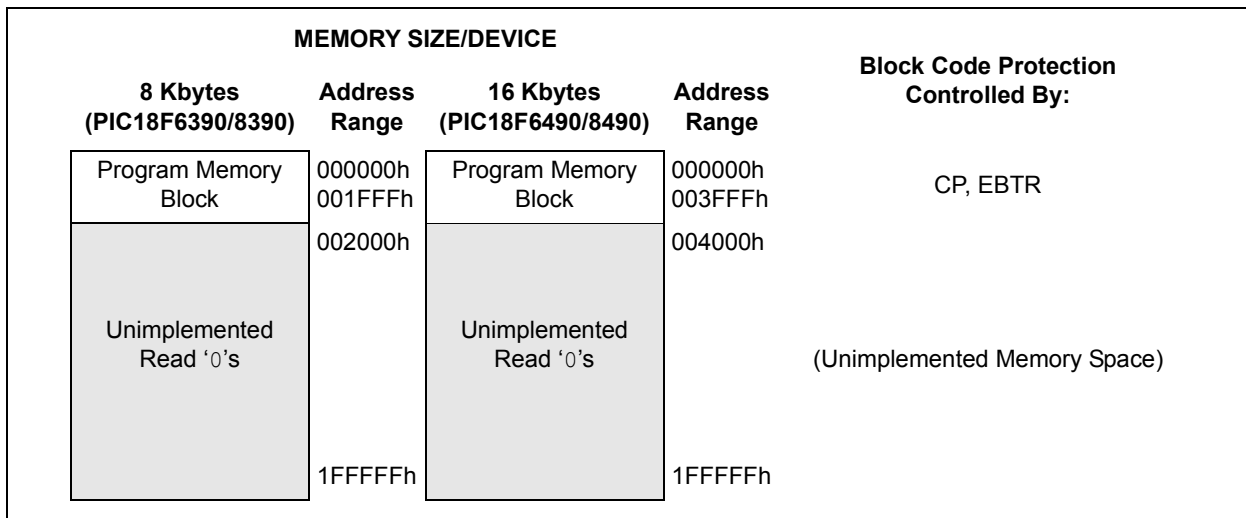 MEMORY SIZE/DEVICE
Block Code Protection
Controlled By:
8 Kbytes
(PIC18F6390/8390)
Address
Range
16 Kbytes
(PIC18F6490/8490)
Address
Range
Program Memory
Block
000000h
001FFFh
Program Memory
Block
000000h
003FFFh
CP, EBTR
002000h
004000h
Unimplemented
Read ‘0’s
Unimplemented
Read ‘0’s
(Unimplemented Memory Space)
1FFFFFh
1FFFFFh